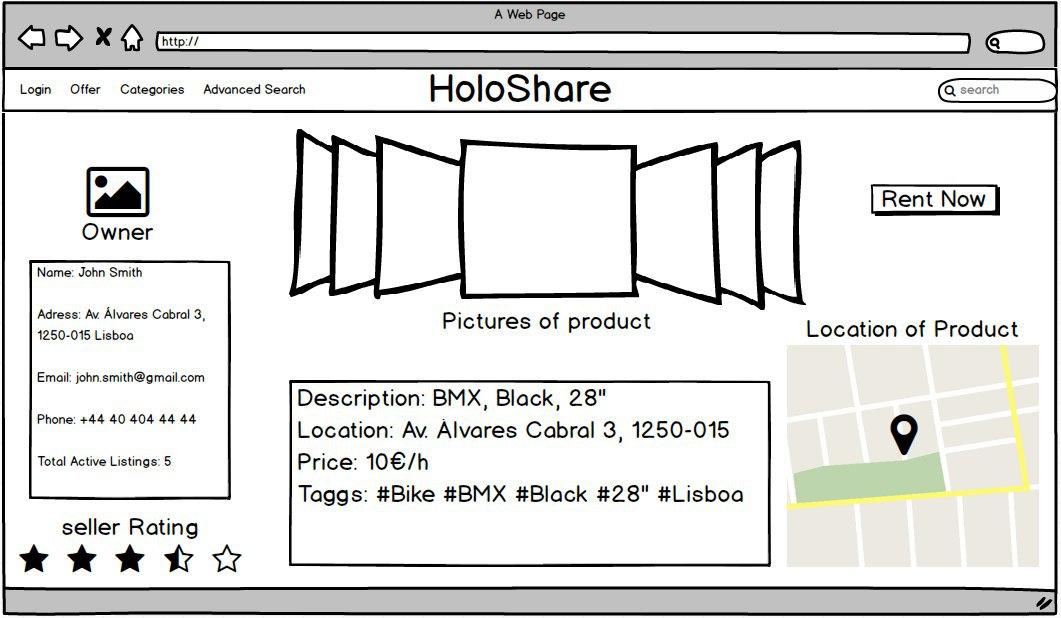 A Web Page
http://
Login Offer Categories Advanced Search HoloShare search
Owner
Name: John Smith
Adress: Av. Álvares Cabral 3,
1250-015 Lisboa
Email: john.smith@gmail.com
Phone: +44 40 404 44 44
Total Active Listings: 5
seller Rating
Pictures of product
Description: BMX, Black, 28"
Location: Av. Álvares Cabral 3, 1250-015
Price: 10€/h
Taggs: #Bike #BMX #Black #28" #Lisboa
Rent Now
Location of Product